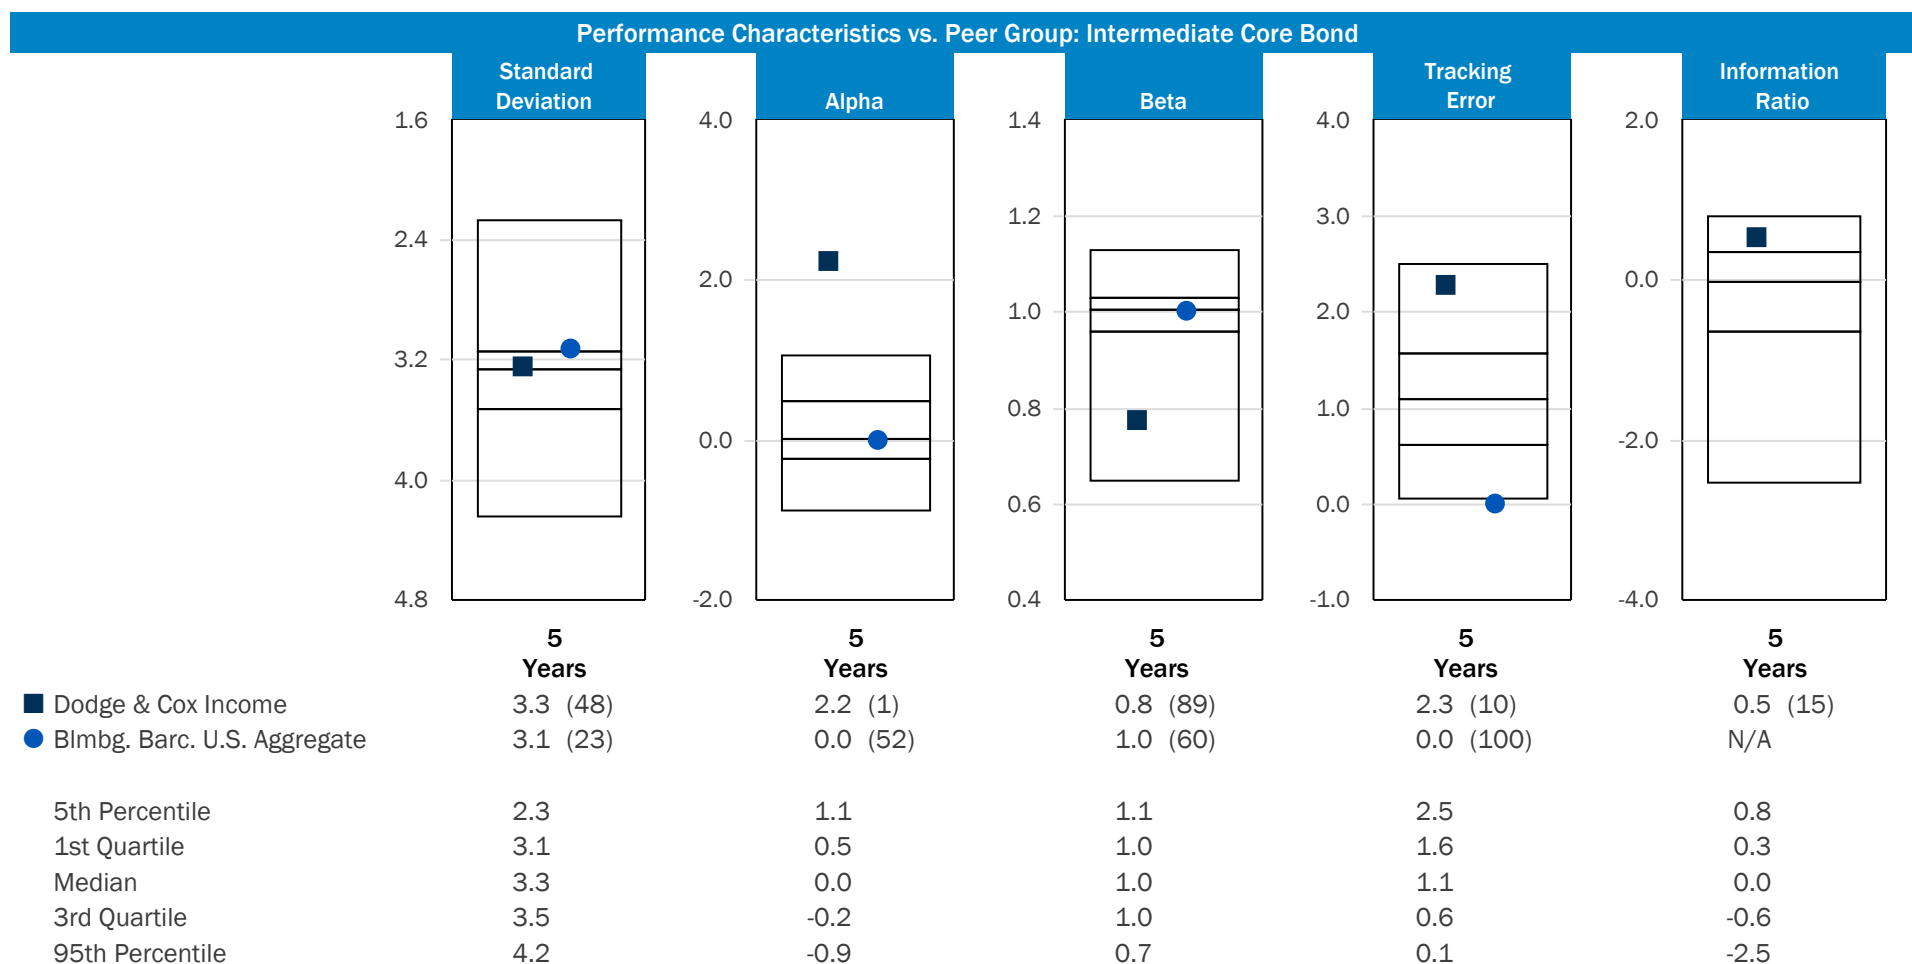 Performance Characteristics vs. Peer Group: Intermediate Core Bond
Standard Deviation
Alpha
Beta
Tracking Error
Information Ratio
1.6
2.4
3.2
4.0
4.8
4.0
2.0
0.0
-2.0
1.4
1.2
1.0
0.8
0.6
0.4
4.0
3.0
2.0
1.0
0.0
-1.0
2.0
0.0
-2.0
-4.0
5 5 5 5 5
Years Years Years Years Years
Dodge & Cox Income 3.3 (48) 2.2 (1) 0.8 (89) 2.3 (10) 0.5 (15)
Blmbg. Barc. U.S. Aggregate 3.1 (23) 0.0 (52) 1.0 (60) 0.0 (100) N/A
5th Percentile 2.3 1.1 1.1 2.5 0.8
1st Quartile 3.1 0.5 1.0 1.6 0.3
Median 3.3 0.0 1.0 1.1 0.0
3rd Quartile 3.5 -0.2 1.0 0.6 -0.6
95th Percentile 4.2 -0.9 0.7 0.1 -2.5